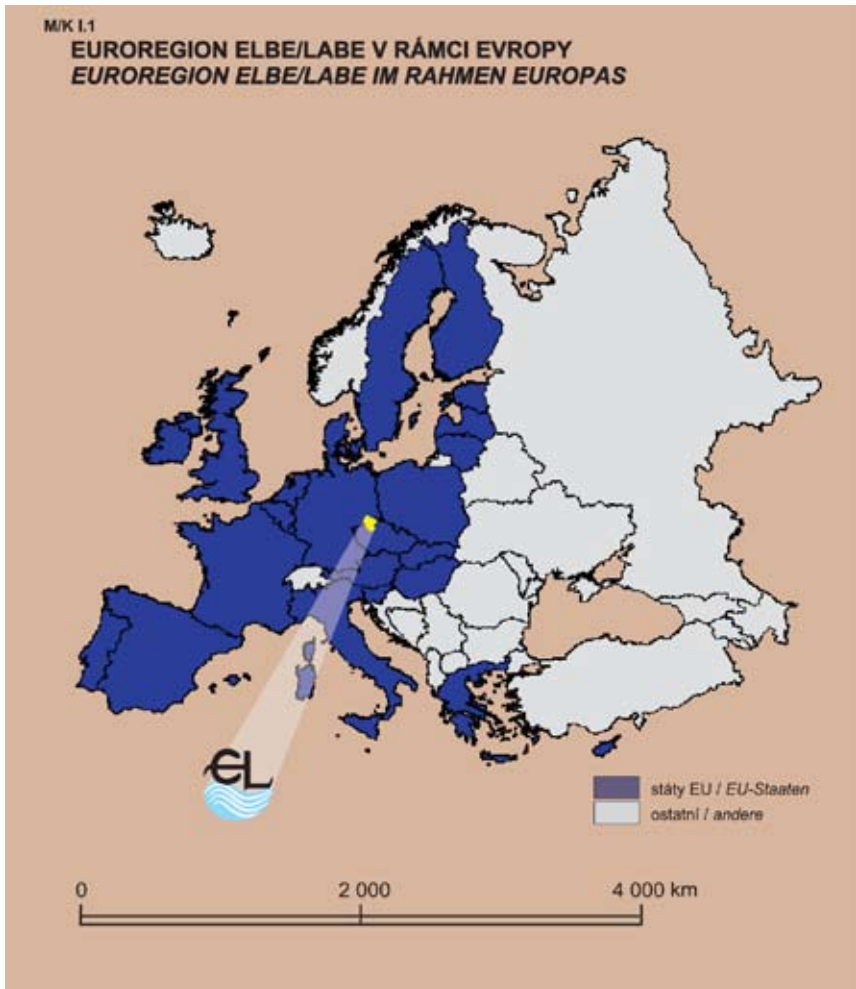 M/K I.1
EUROREGION ELBE/LABE V RÁMCI EVROPY
EUROREGION ELBE/LABE IM RAHMEN EUROPAS
EL
státy EU / EU-Staaten
ostatní / andere
0 2 000 4 000 km